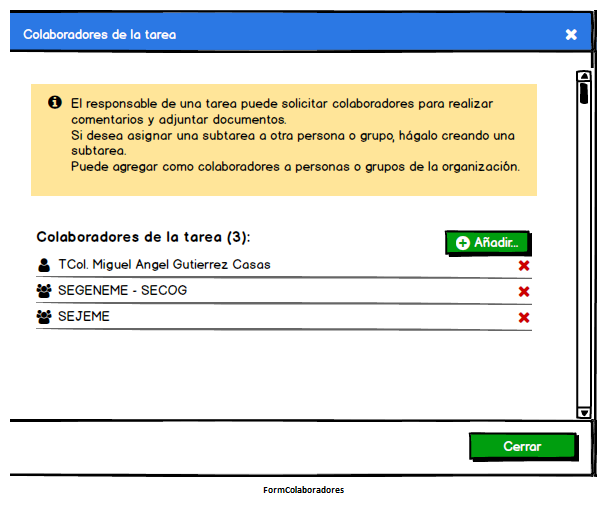 Colaboradores de la tarea
El responsable de una tarea puede solicitar colaboradores para realizar
comentarios y adjuntar documentos.
Si desea asignar una subtarea a otra persona o grupo, hágalo creando una
subtarea.
Puede agregar como colaboradores a personas o grupos de la organización.
Colaboradores de la tarea (3):
Añadir...
TCol. Miguel Angel Gutierrez Casas
SEGENEME - SECOG
SEJEME
Cerrar
FormColaboradores